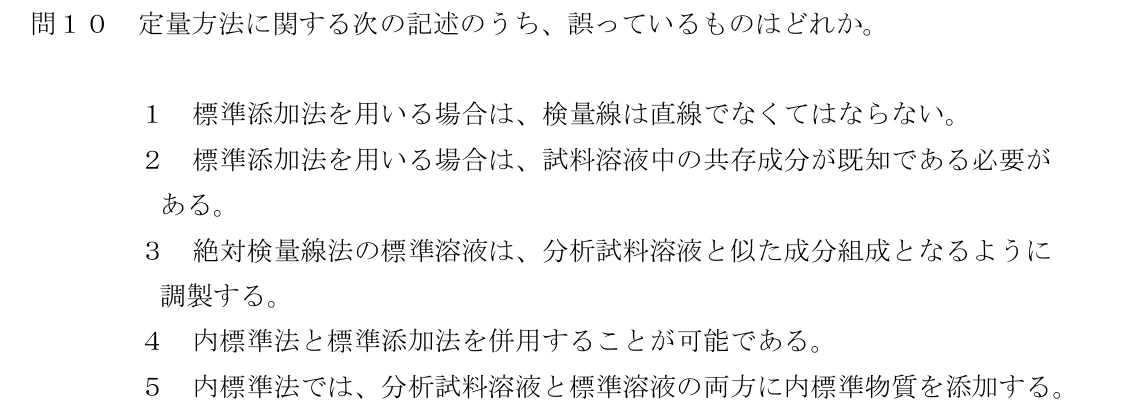 問１０　定量方法に関する次の記述のうち、誤っているものはどれか。
１　標準添加法を用いる場合は、検量線は直線でなくてはならない。
２　標準添加法を用いる場合は、試料溶液中の共存成分が既知である必要が
ある。
３　絶対検量線法の標準溶液は、分析試料溶液と似た成分組成となるように
調製する。
４　内標準法と標準添加法を併用することが可能である。
５　内標準法では、分析試料溶液と標準溶液の両方に内標準物質を添加する。